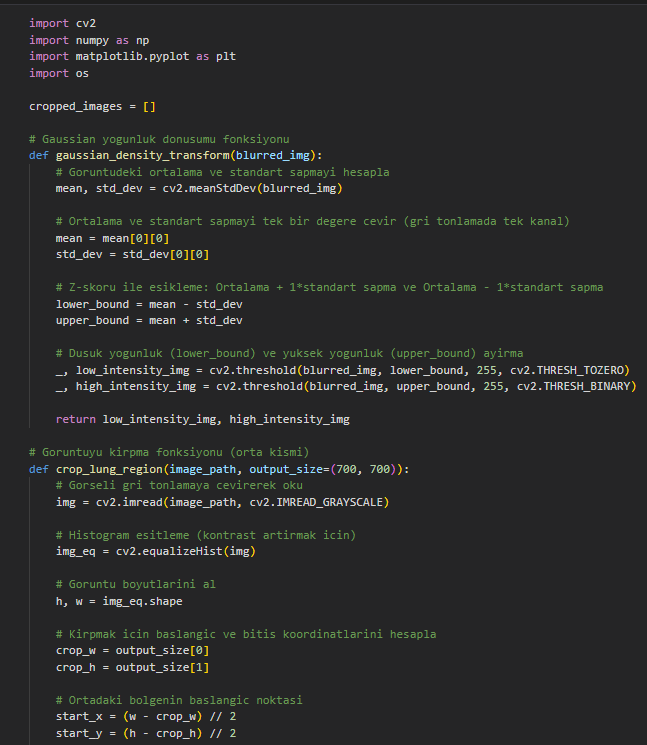 import cv2
import numpy as np
import matplotlib.pyplot as plt
import os
cropped_images = []
# Gaussian yogunluk donusumu fonksiyonu
def gaussian_density_transform(blurred_img):
# Goruntudeki ortalama ve standart sapmayi hesapla
mean, std_dev = cv2.meanStdDev(blurred_img)
# Ortalama ve standart sapmayi tek bir degere cevir (gri tonlamada tek kanal)
mean = mean[0][0]
std_dev = std_dev[0][0]
# Z-skoru ile esikleme: Ortalama + 1*standart sapma ve Ortalama - 1*standart sapma
lower_bound = mean - std_dev
upper_bound = mean + std_dev
# Dusuk yogunluk (lower_bound) ve yuksek yogunluk (upper_bound) ayirma
_, low_intensity_img = cv2.threshold(blurred_img, lower_bound, 255, cv2.THRESH_TOZERO)
_, high_intensity_img = cv2.threshold(blurred_img, upper_bound, 255, cv2.THRESH_BINARY)
return low_intensity_img, high_intensity_img
# Goruntuyu kirpma fonksiyonu (orta kismi)
def crop_lung_region(image_path, output_size=(700, 700)):
# Gorseli gri tonlamaya cevirerek oku
img = cv2.imread(image_path, cv2.IMREAD_GRAYSCALE)
# Histogram esitleme (kontrast artirmak icin)
img_eq = cv2.equalizeHist(img)
# Goruntu boyutlarini al
h, w = img_eq.shape
# Kirpmak icin baslangic ve bitis koordinatlarini hesapla
crop_w = output_size[0]
crop_h = output_size[1]
# Ortadaki bolgenin baslangic noktasi
start_x = (w - crop_w) // 2
start_y = (h - crop_h) // 2